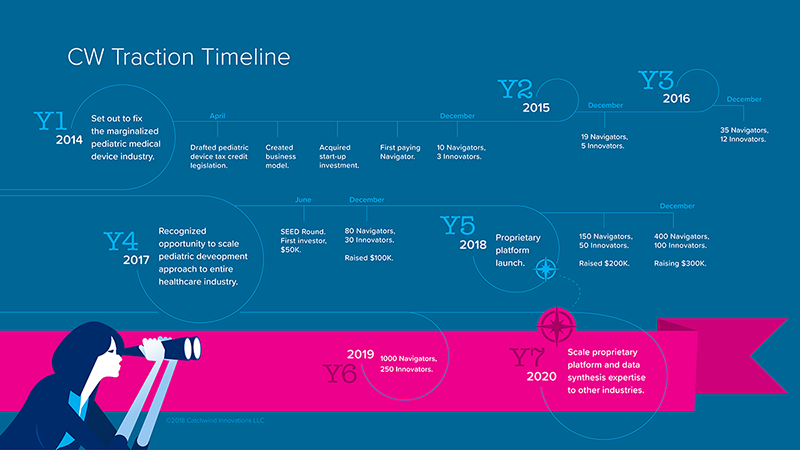 CW Traction Timeline
Y1
2014
Set out to fix
the marginalized
pediatric medical
device industry.
April
Drafted pediatric
device tax credit
legislation.
Created
business
model.
Acquired
start-up
investment.
First paying
Navigator.
December
10 Navigators,
3 Innovators.
Y2
2015
December
19 Navigators,
5 Innovators.
Y3
2016
December
35 Navigators,
12 Innovators.
Y4
2017
Recognized
opportunity to scale
pediatric deveopment
approach to entire
healthcare industry.
June
SEED Round.
First investor,
$50K.
December
80 Navigators,
30 Innovators.
Raised $100K.
Y5
2018
Proprietary
platform
launch.
150 Navigators,
50 Innovators.
Raised $200K.
December
400 Navigators,
100 Innovators.
Raising $300K.
2019
Y6
1000 Navigators,
250 Innovators.
Y7
2020
Scale proprietary
platform and data
synthesis expertise
to other industries.
©2018 Catchwind Innovations LLC